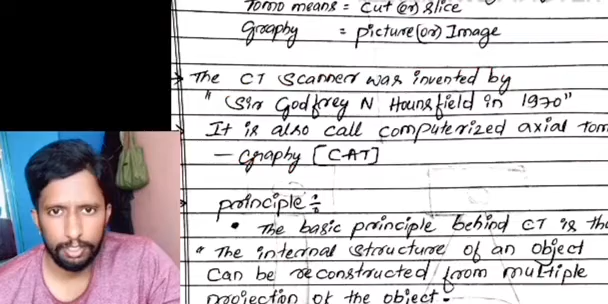 Tomo means = Cut (or) Slice
Graphy = picture (or) Image
The CT Scanner was invented by
"Sir Godfrey N Hounsfield in 1970"
It is also call computerized axial tom
- Graphy [CAT]
principle :-
• The basic principle behind CT is tha
" The internal structure of an object
Can be reconstructed from multiple
projection of the object.